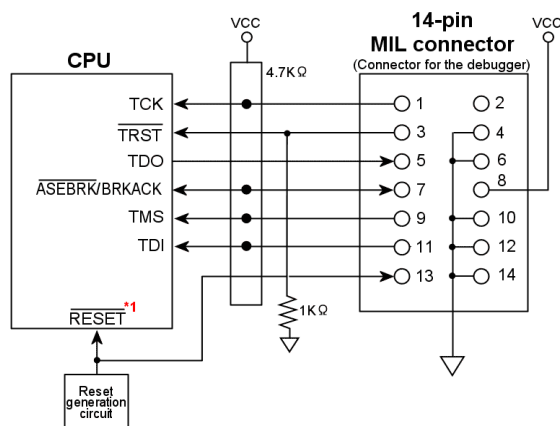 VCC
14-pin
MIL connector
(Connector for the debugger)
VCC
CPU
4.7KΩ
TCK
1
2
TRST
3
4
TDO
5
6
ASEBRK/BRKACK
7
8
TMS
9
10
TDI
11
12
13
14
RESET*1
1KΩ
Reset
generation
circuit